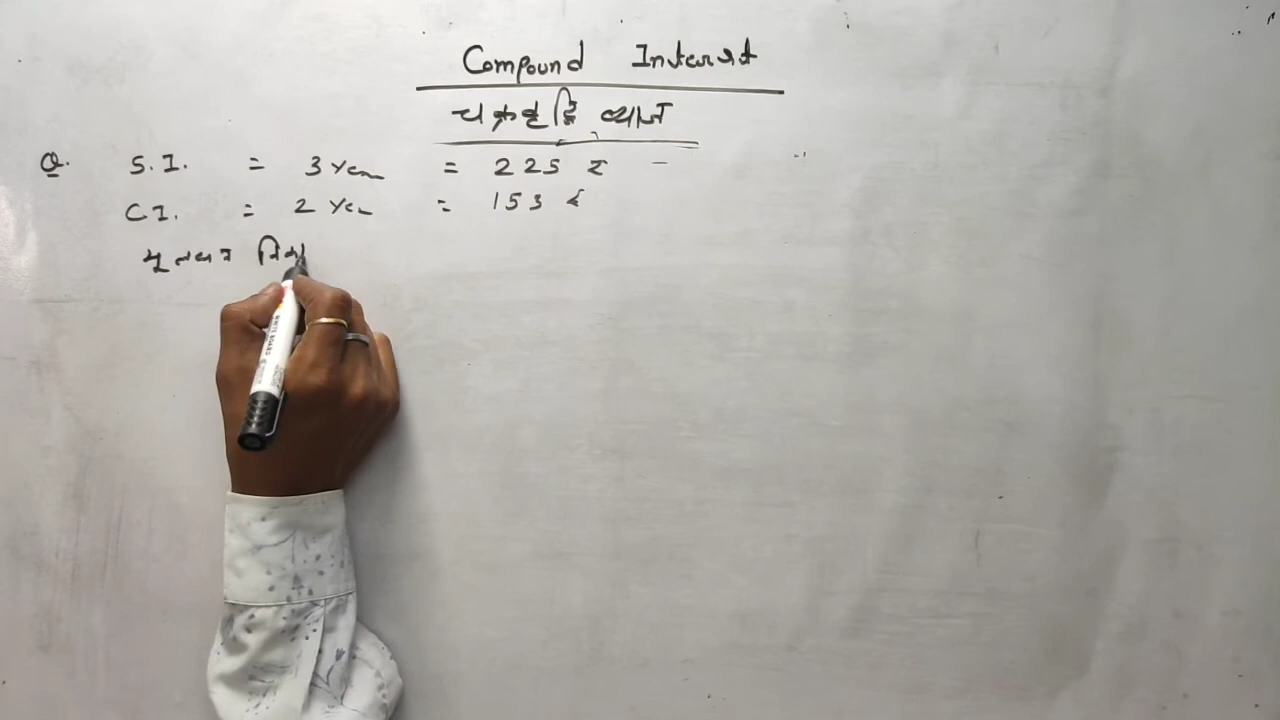 Compound Interest
चक्रवृद्धि ब्याज
Q. S.I. = 3 Year = 225 ₹
C.I. = 2 Year = 153 ₹
मूलधन